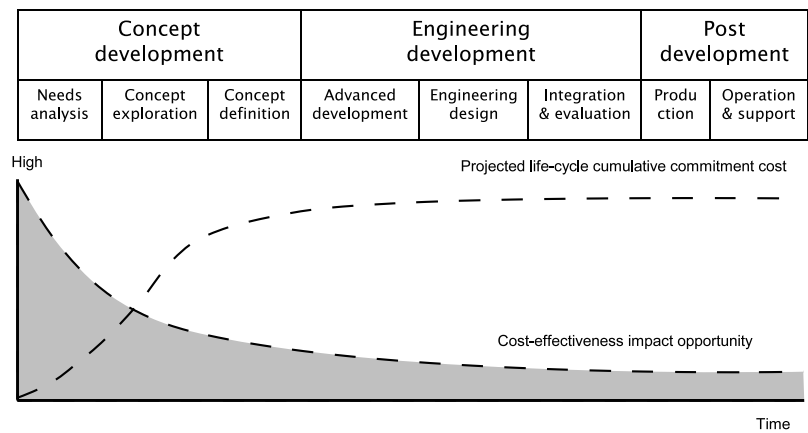 Concept
development
Engineering
development
Post
development
Needs
analysis
Concept
exploration
Concept
definition
Advanced
development
Engineering
design
Integration
& evaluation
Produ
ction
Operation
& support
High
Projected life-cycle cumulative commitment cost
Cost-effectiveness impact opportunity
Time